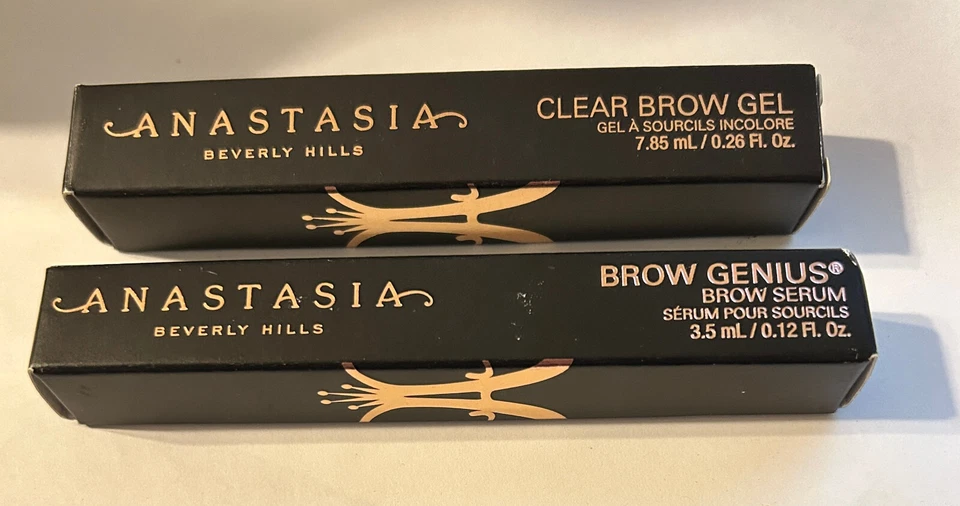 ANASTASIA
BEVERLY HILLS
CLEAR BROW GEL
GEL À SOURCILS INCOLORE
7.85 mL / 0.26 Fl. Oz.
ANASTASIA
BEVERLY HILLS
BROW GENIUS®
BROW SERUM
SÉRUM POUR SOURCILS
3.5 mL / 0.12 Fl. Oz.